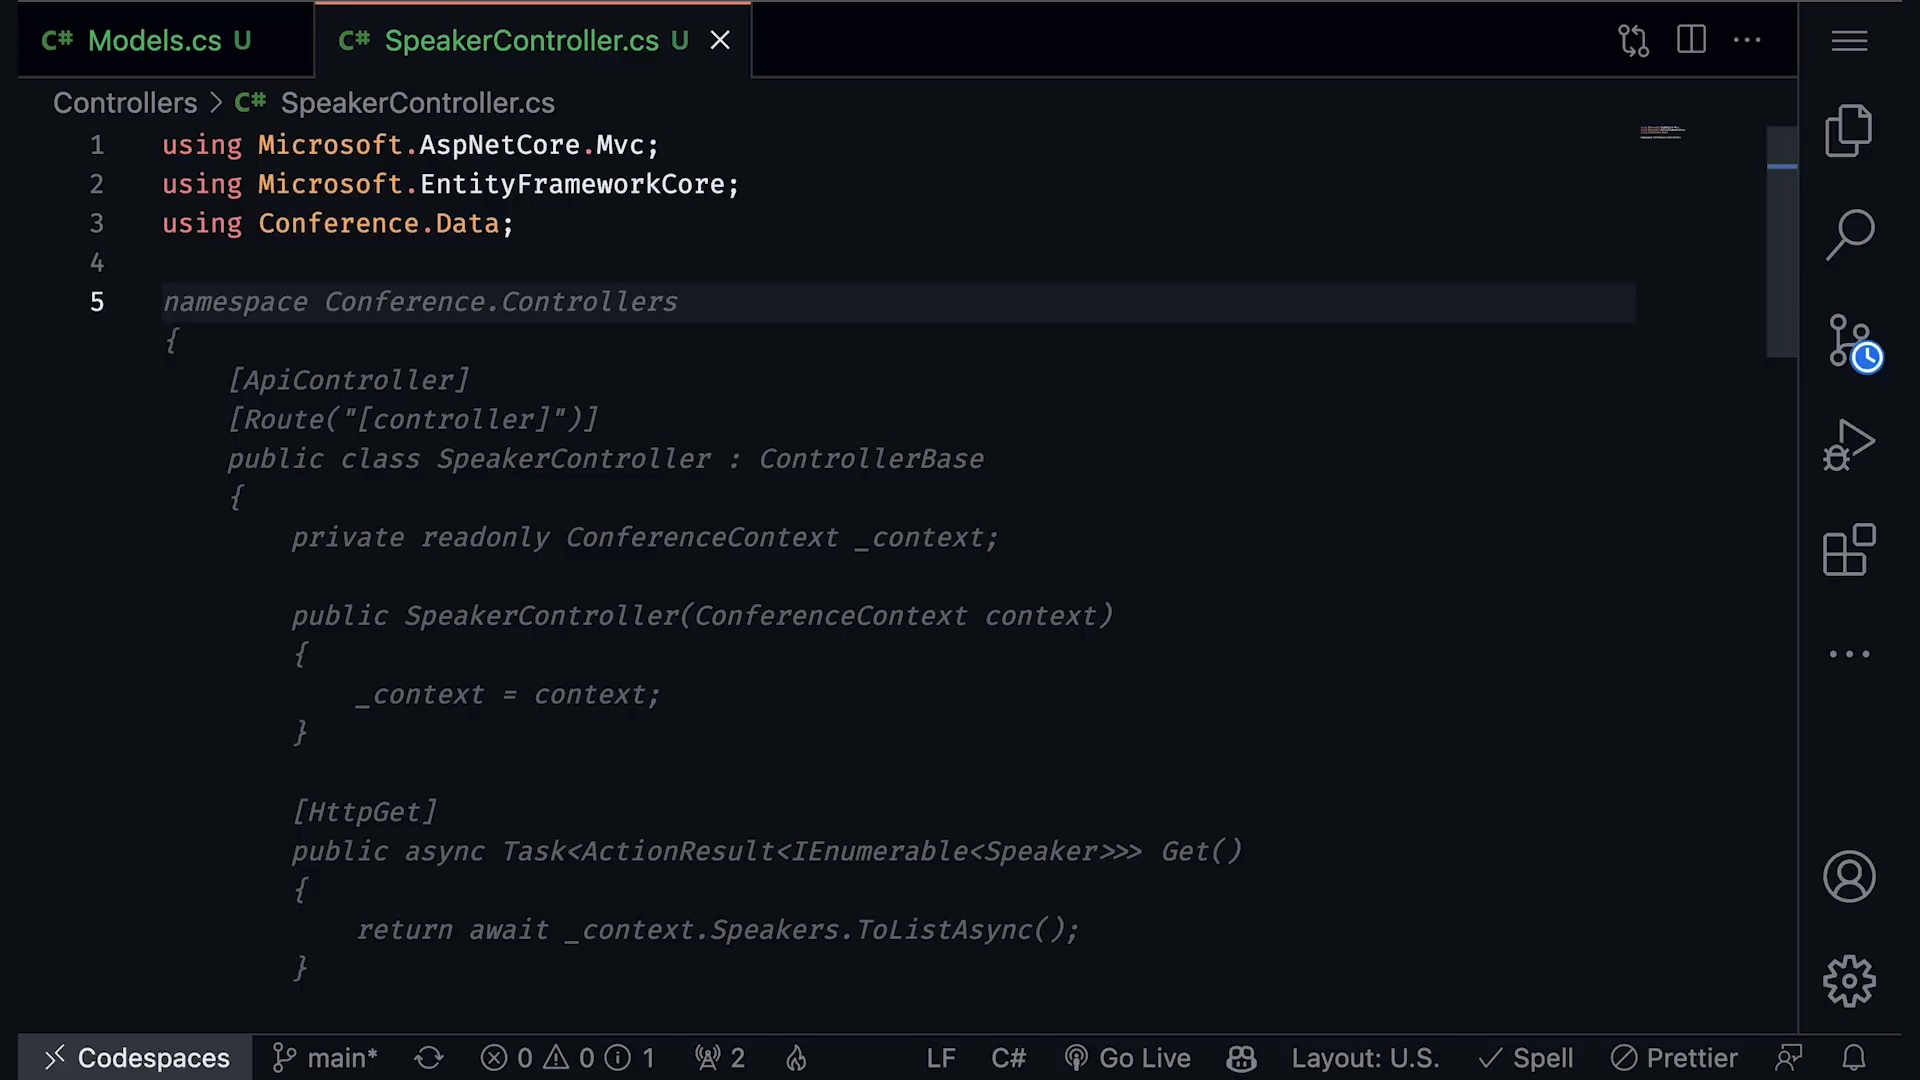 C# Models.cs U
C# SpeakerController.cs U
Controllers > C# SpeakerController.cs
1 using Microsoft.AspNetCore.Mvc;
2 using Microsoft.EntityFrameworkCore;
3 using Conference.Data;
4
5 namespace Conference.Controllers
{
    [ApiController]
    [Route("[controller]")]
    public class SpeakerController : ControllerBase
    {
        private readonly ConferenceContext _context;
        public SpeakerController(ConferenceContext context)
        {
            _context = context;
        }
        [HttpGet]
        public async Task<ActionResult<IEnumerable<Speaker>>> Get()
        {
            return await _context.Speakers.ToListAsync();
        }
Codespaces main* 0 0 1 2 LF C# Go Live Layout: U.S. Spell Prettier